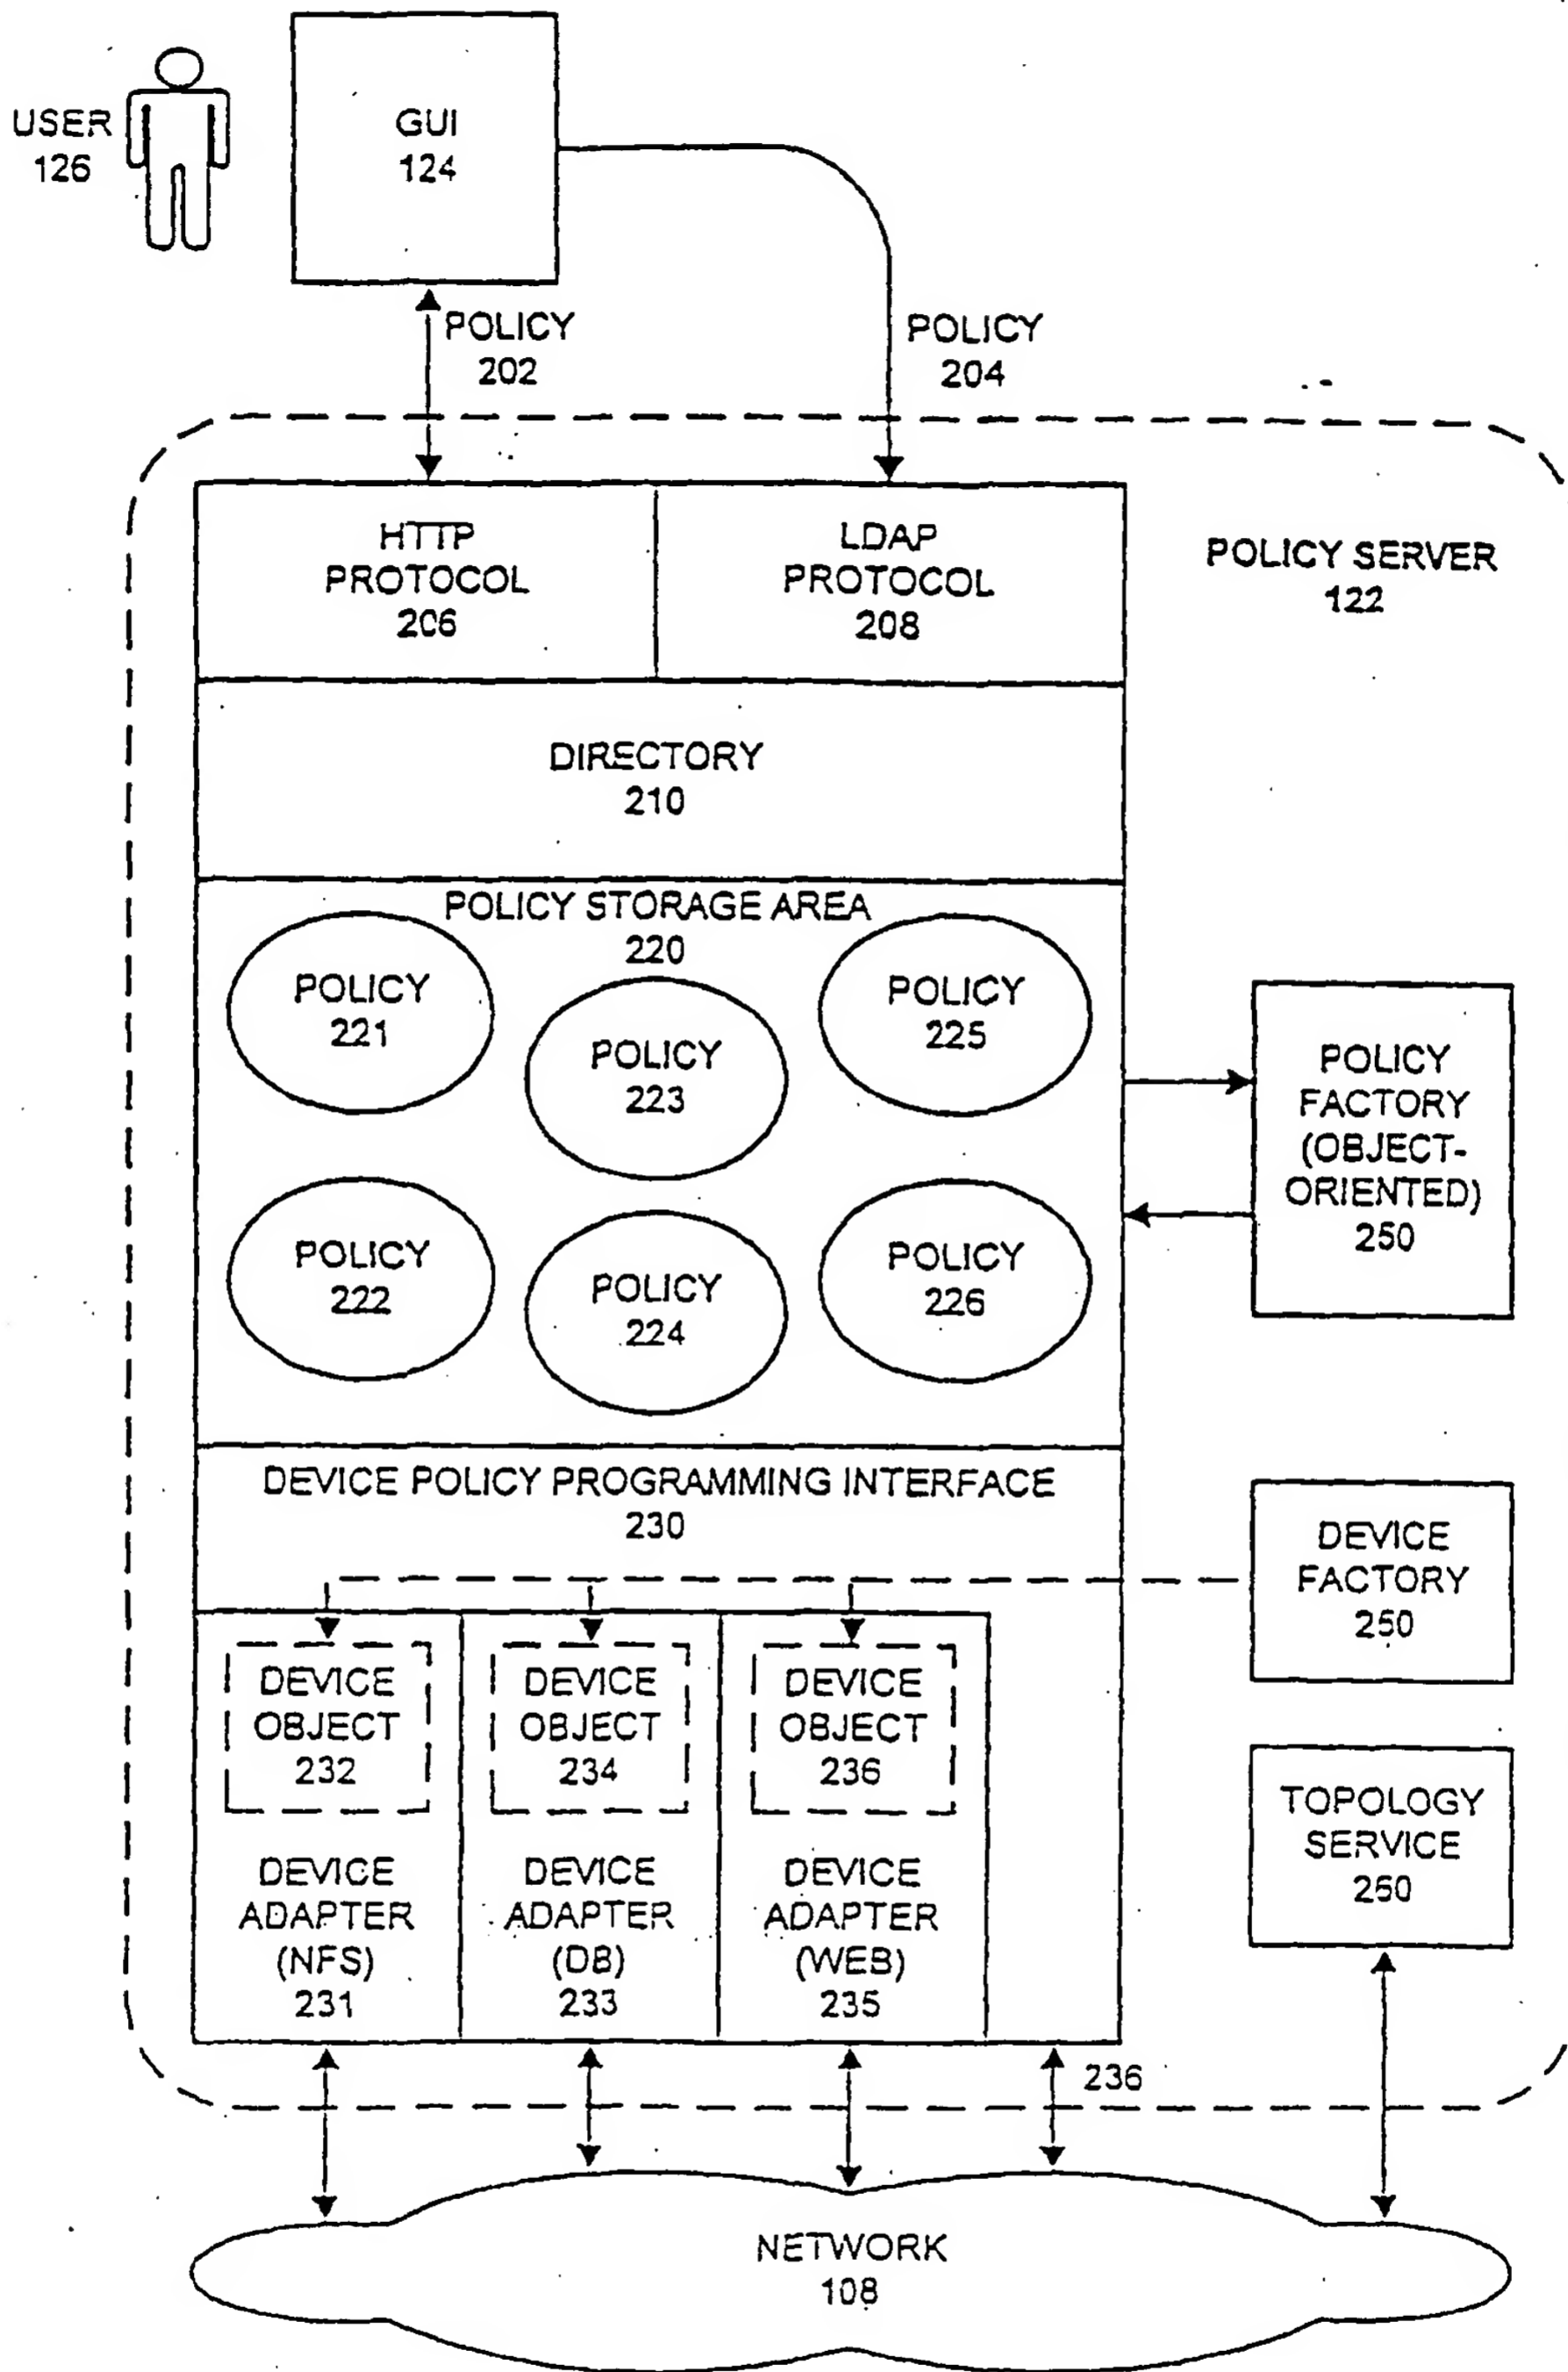 USER
126
GUI
124
POLICY
202
POLICY
204
HTTP
PROTOCOL
206
LDAP
PROTOCOL
208
POLICY SERVER
122
DIRECTORY
210
POLICY STORAGE AREA
220
POLICY
221
POLICY
223
POLICY
225
POLICY
222
POLICY
224
POLICY
226
POLICY
FACTORY
(OBJECT-
ORIENTED)
250
DEVICE POLICY PROGRAMMING INTERFACE
230
DEVICE
FACTORY
250
DEVICE
OBJECT
232
DEVICE
OBJECT
234
DEVICE
OBJECT
236
TOPOLOGY
SERVICE
260
DEVICE
ADAPTER
(NFS)
231
DEVICE
ADAPTER
(DB)
233
DEVICE
ADAPTER
(WEB)
235
236
NETWORK
108